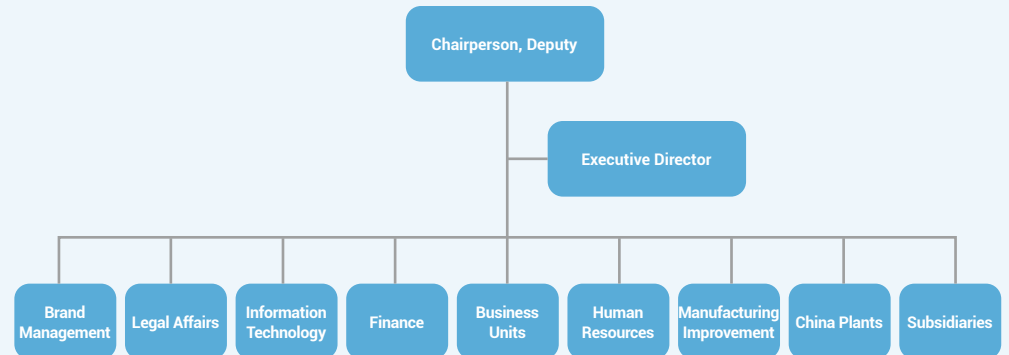 Chairperson, Deputy
Executive Director
Brand
Management
Legal Affairs
Information
Technology
Finance
Business
Units
Human
Resources
Manufacturing
Improvement
China Plants
Subsidiaries